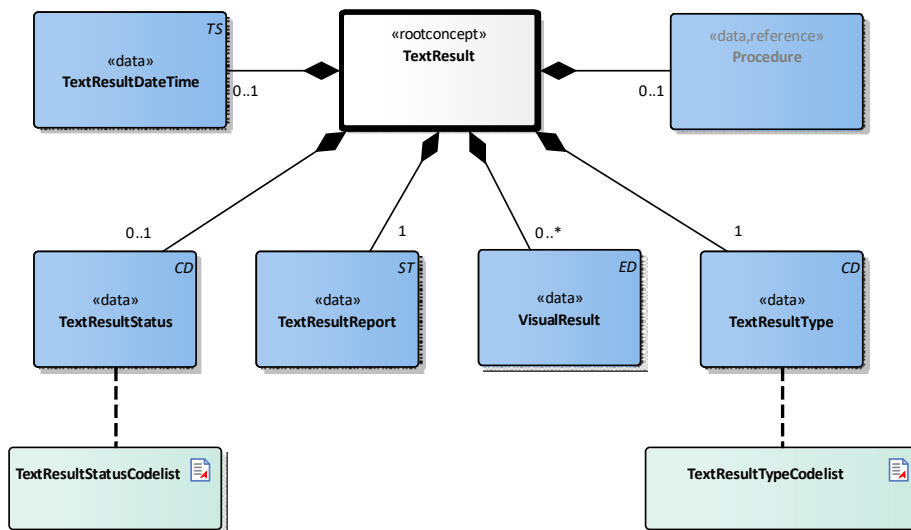 TS
«data»
TextResultDateTime
0..1
«rootconcept»
TextResult
«data,reference»
Procedure
0..1
0..1
1
0..*
1
CD
«data»
TextResultStatus
ST
«data»
TextResultReport
ED
«data»
VisualResult
CD
«data»
TextResultType
TextResultStatusCodelist
TextResultTypeCodelist